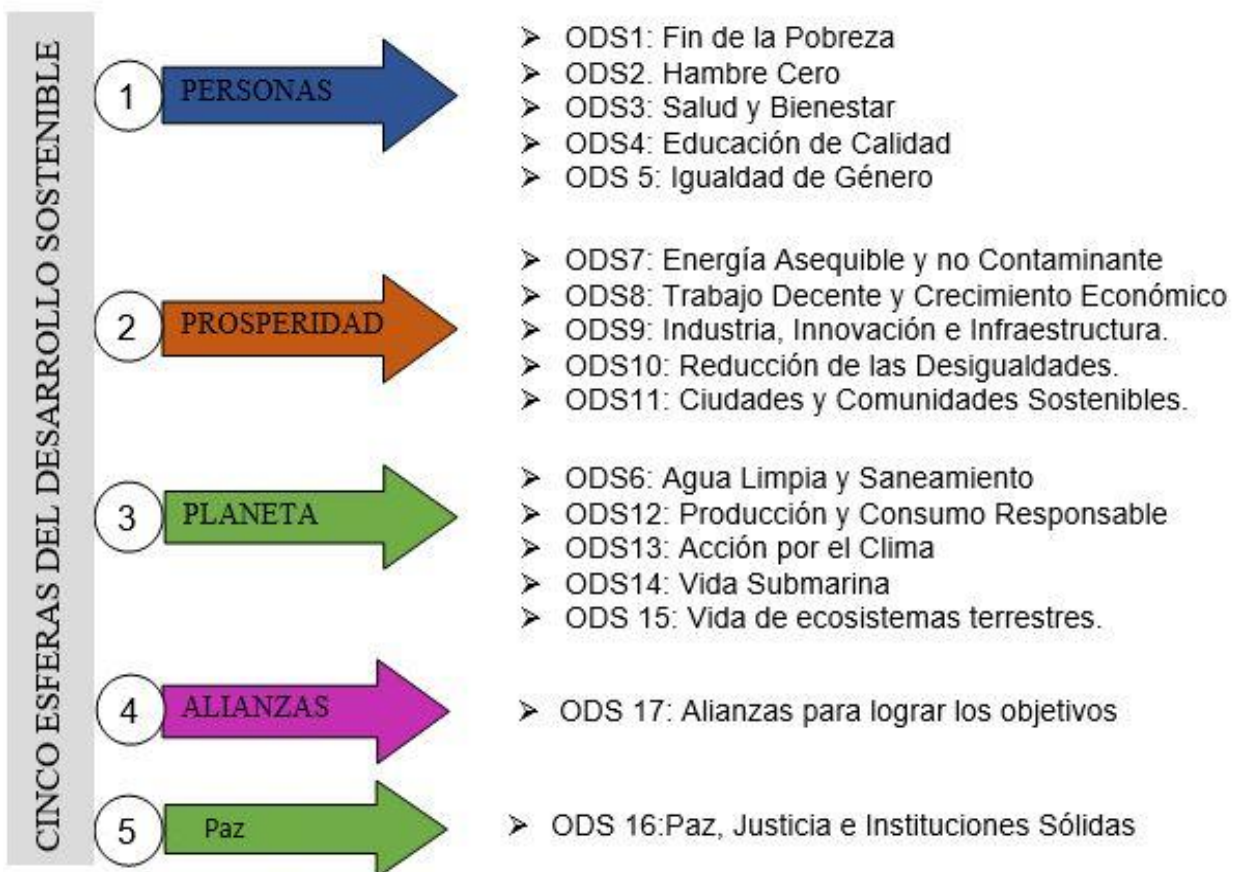 CINCO ESFERAS DEL DESARROLLO SOSTENIBLE
1 PERSONAS
➢ ODS1: Fin de la Pobreza
➢ ODS2. Hambre Cero
➢ ODS3: Salud y Bienestar
➢ ODS4: Educación de Calidad
➢ ODS 5: Igualdad de Género
2 PROSPERIDAD
➢ ODS7: Energía Asequible y no Contaminante
➢ ODS8: Trabajo Decente y Crecimiento Económico
➢ ODS9: Industria, Innovación e Infraestructura.
➢ ODS10: Reducción de las Desigualdades.
➢ ODS11: Ciudades y Comunidades Sostenibles.
3 PLANETA
➢ ODS6: Agua Limpia y Saneamiento
➢ ODS12: Producción y Consumo Responsable
➢ ODS13: Acción por el Clima
➢ ODS14: Vida Submarina
➢ ODS 15: Vida de ecosistemas terrestres.
4 ALIANZAS
➢ ODS 17: Alianzas para lograr los objetivos
5 Paz
➢ ODS 16:Paz, Justicia e Instituciones Sólidas